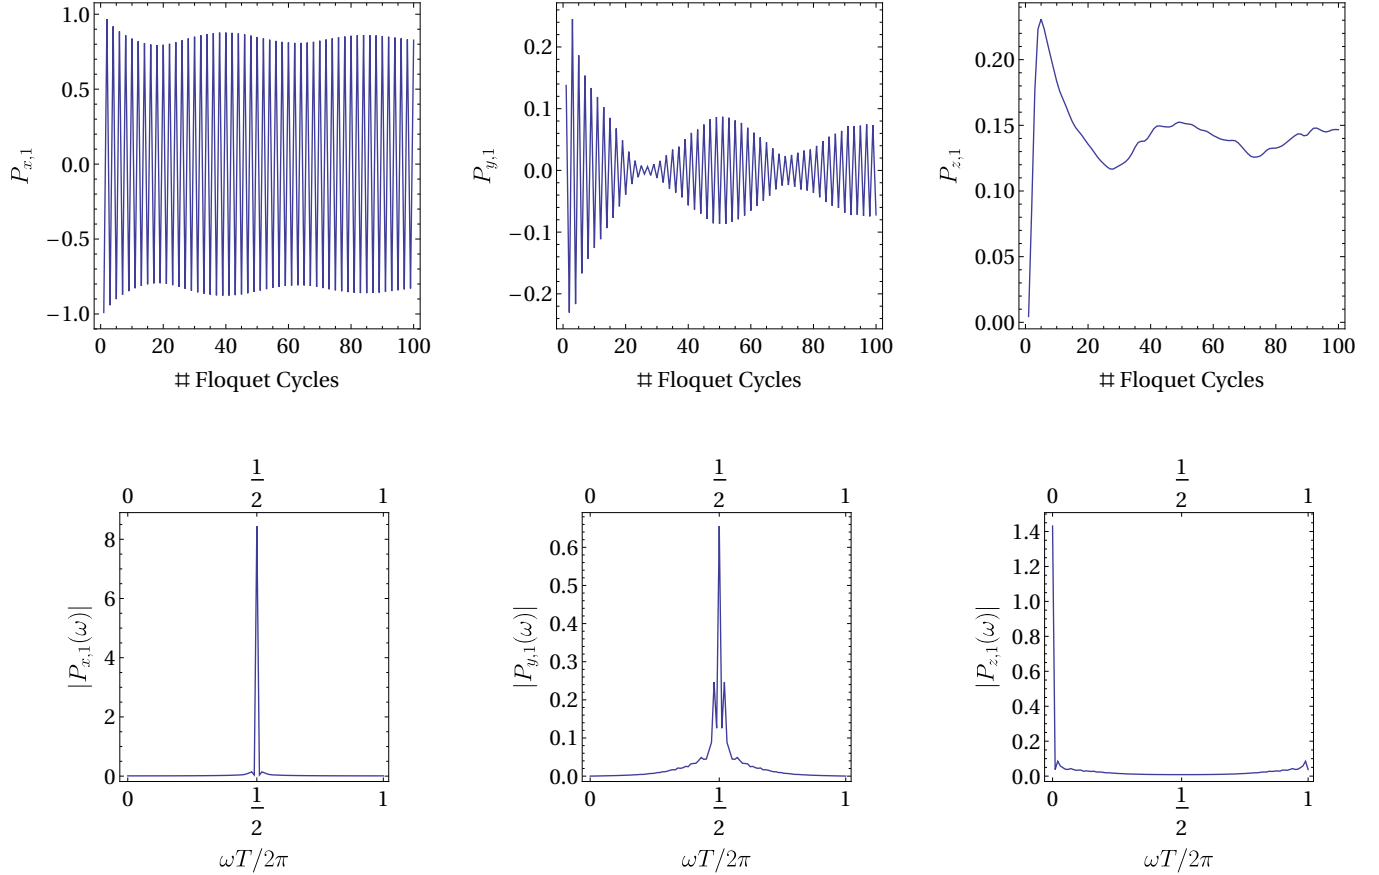 P_{x,1}
1.0
0.5
0.0
−0.5
−1.0
0 20 40 60 80 100
# Floquet Cycles
P_{y,1}
0.2
0.1
0.0
−0.1
−0.2
0 20 40 60 80 100
# Floquet Cycles
P_{z,1}
0.20
0.15
0.10
0.05
0.00
0 20 40 60 80 100
# Floquet Cycles
0 1/2 1
|P_{x,1}(ω)|
8
6
4
2
0
0 1/2 1
ωT/2π
0 1/2 1
|P_{y,1}(ω)|
0.6
0.5
0.4
0.3
0.2
0.1
0.0
0 1/2 1
ωT/2π
0 1/2 1
|P_{z,1}(ω)|
1.4
1.2
1.0
0.8
0.6
0.4
0.2
0.0
0 1/2 1
ωT/2π